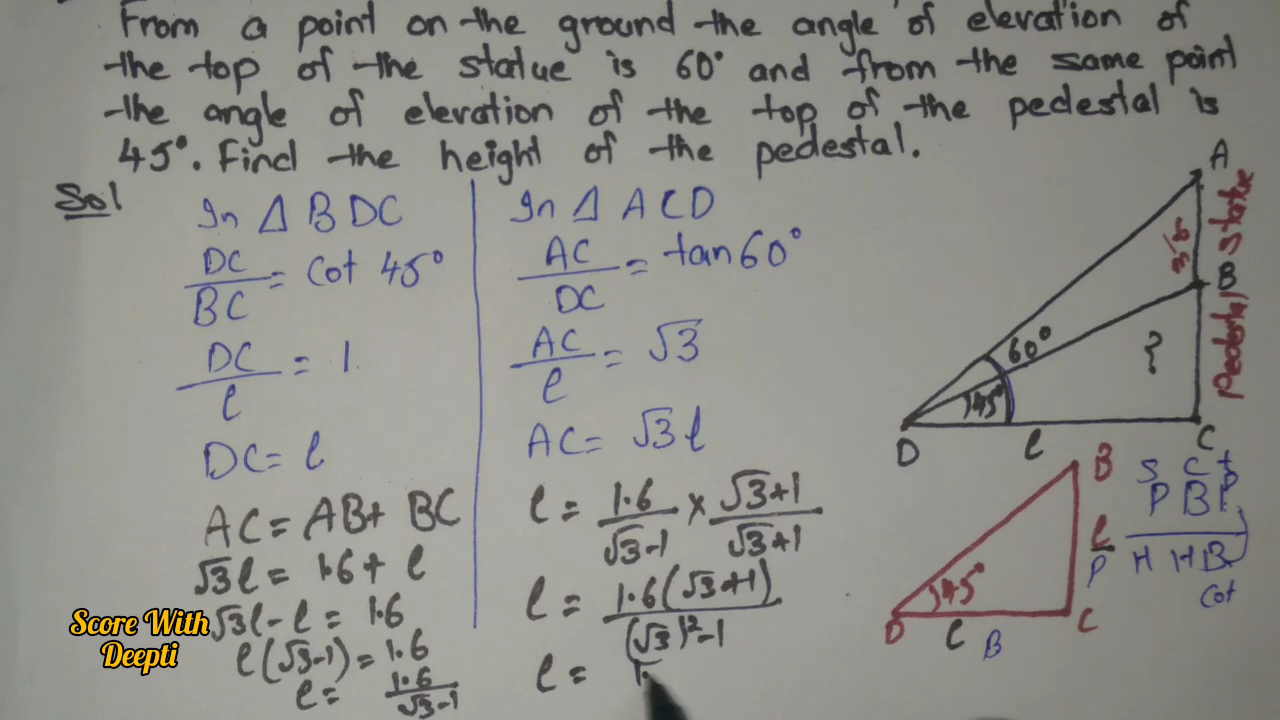 From a point on the ground the angle of elevation of
the top of the statue is 60° and from the same point
the angle of elevation of the top of the pedestal is
45°. Find the height of the pedestal.
Sol
In Δ BDC
DC/BC = Cot 45°
DC/l = 1
DC = l
AC = AB + BC
√3l = 1.6 + l
√3l - l = 1.6
l(√3-1) = 1.6
l = 1.6/√3-1
In Δ ACD
AC/DC = tan60°
AC/l = √3
AC = √3l
l = 1.6/√3-1 × √3+1/√3+1
l = 1.6(√3+1)/(√3)²-1
l =
A
Statue
B
Pedestal
60°
?
45°
D
l
C
B
l
P
45°
D
l
B
C
S C t
P B P
H H B
Cot
Score With
Deepti